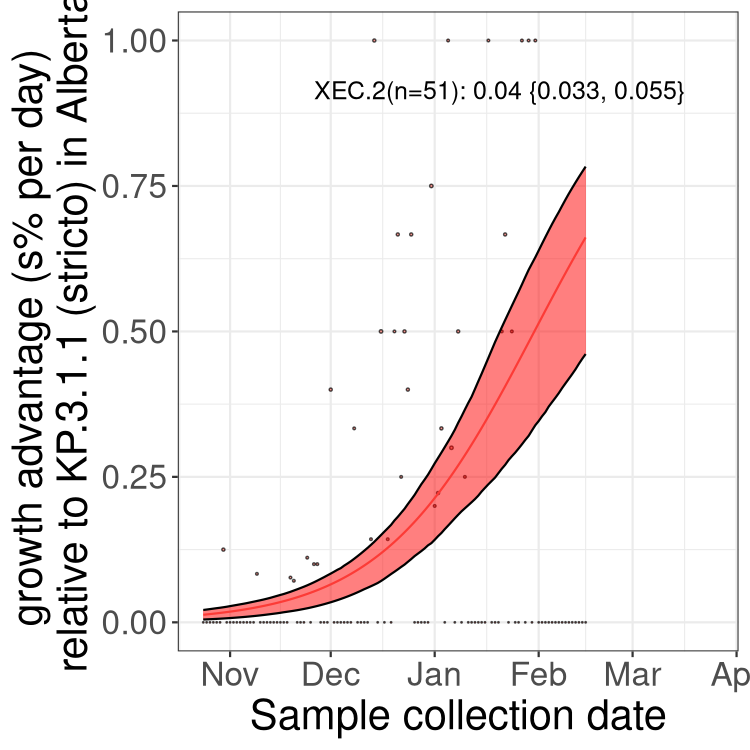 growth advantage (s% per day)
relative to KP.3.1.1 (stricto) in Alberta
1.00
0.75
0.50
0.25
0.00
XEC.2(n=51): 0.04 {0.033, 0.055}
Nov Dec Jan Feb Mar Ap
Sample collection date